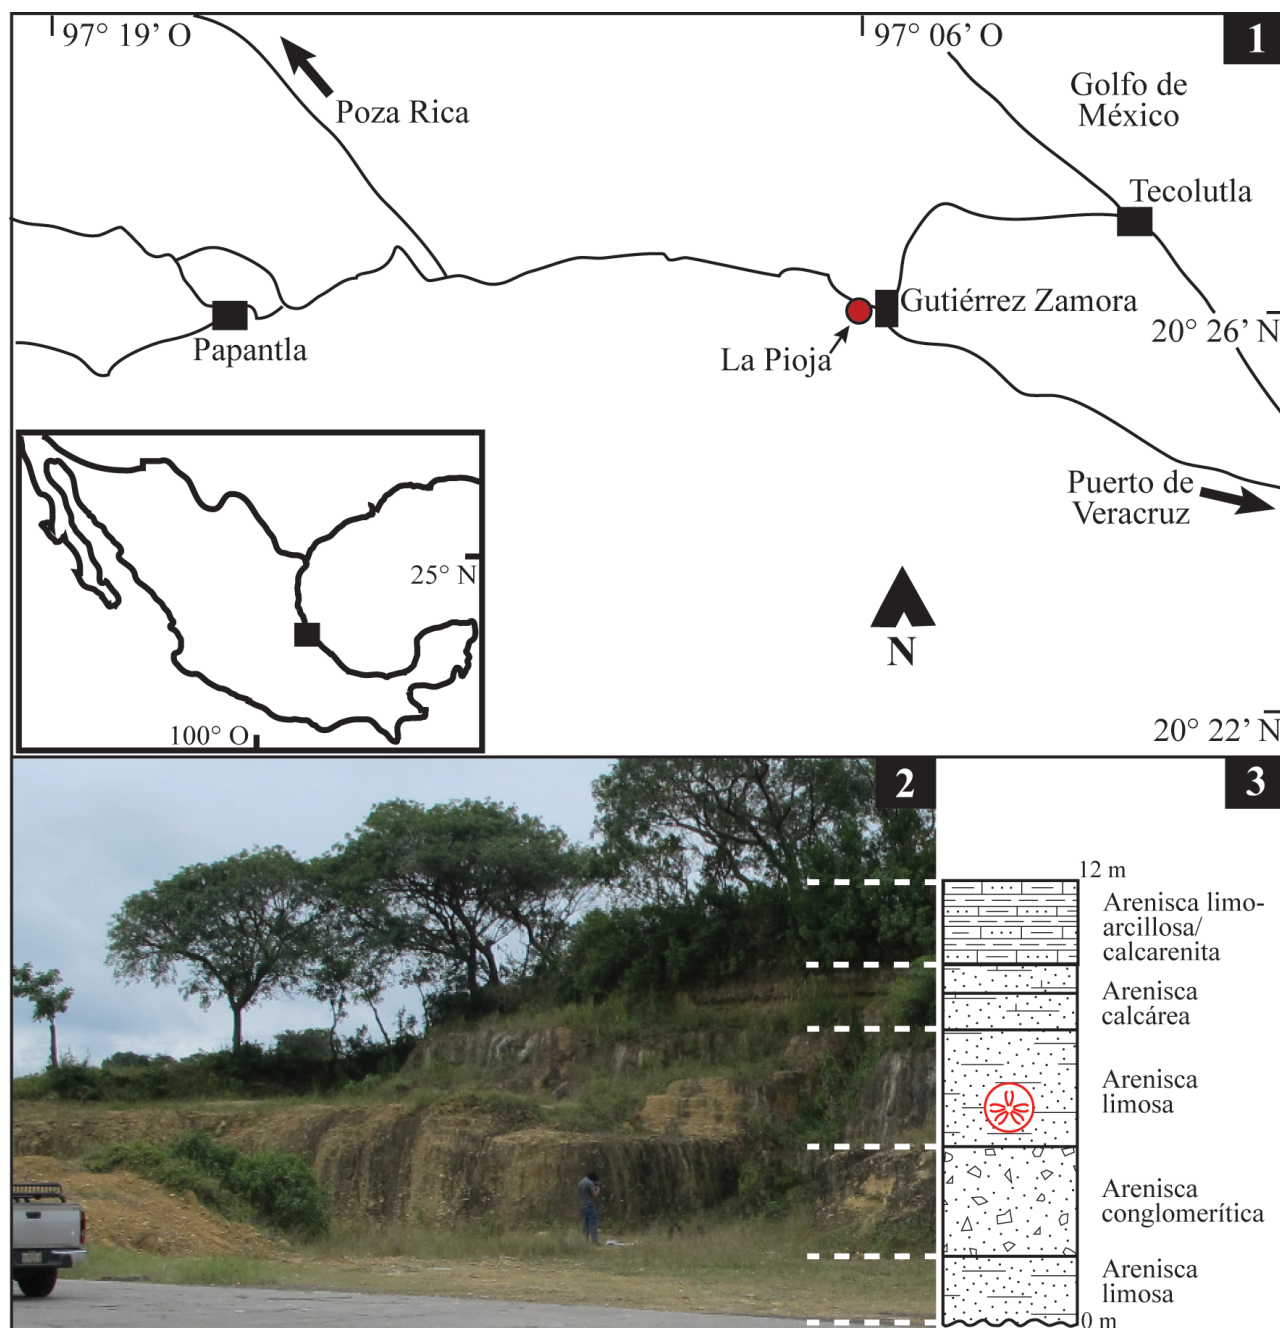 97° 19’ O
97° 06’ O
1
Poza Rica
Golfo de
México
Tecolutla
Gutiérrez Zamora
20° 26’ N
Papantla
La Pioja
Puerto de
Veracruz
25° N
N
100° O
20° 22’ N
2
3
12 m
Arenisca limo-
arcillosa/
calcarenita
Arenisca
calcárea
Arenisca
limosa
Arenisca
conglomerítica
Arenisca
limosa
0 m